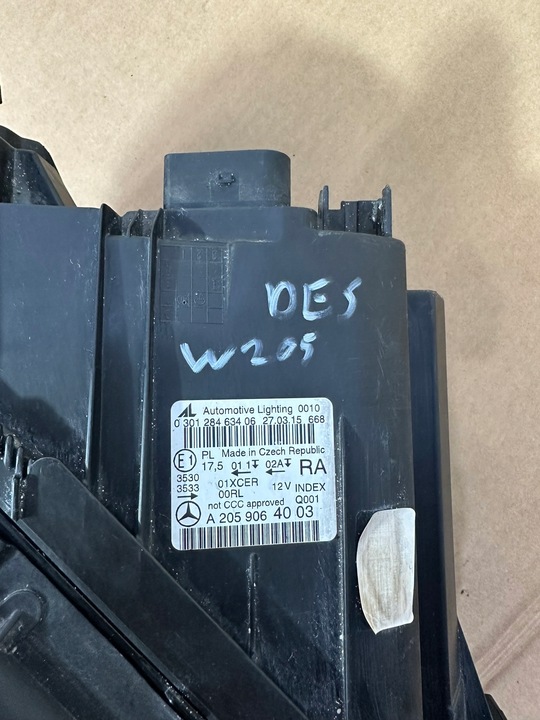 DES
W205
AL Automotive Lighting 0010
0 301 284 634 06 27.03.15 668
E1 PL Made in Czech Republic
17,5 01 1 02A RA
3530
3533 01XCER 12V INDEX
00RL
not CCC approved Q001
A 205 906 40 03